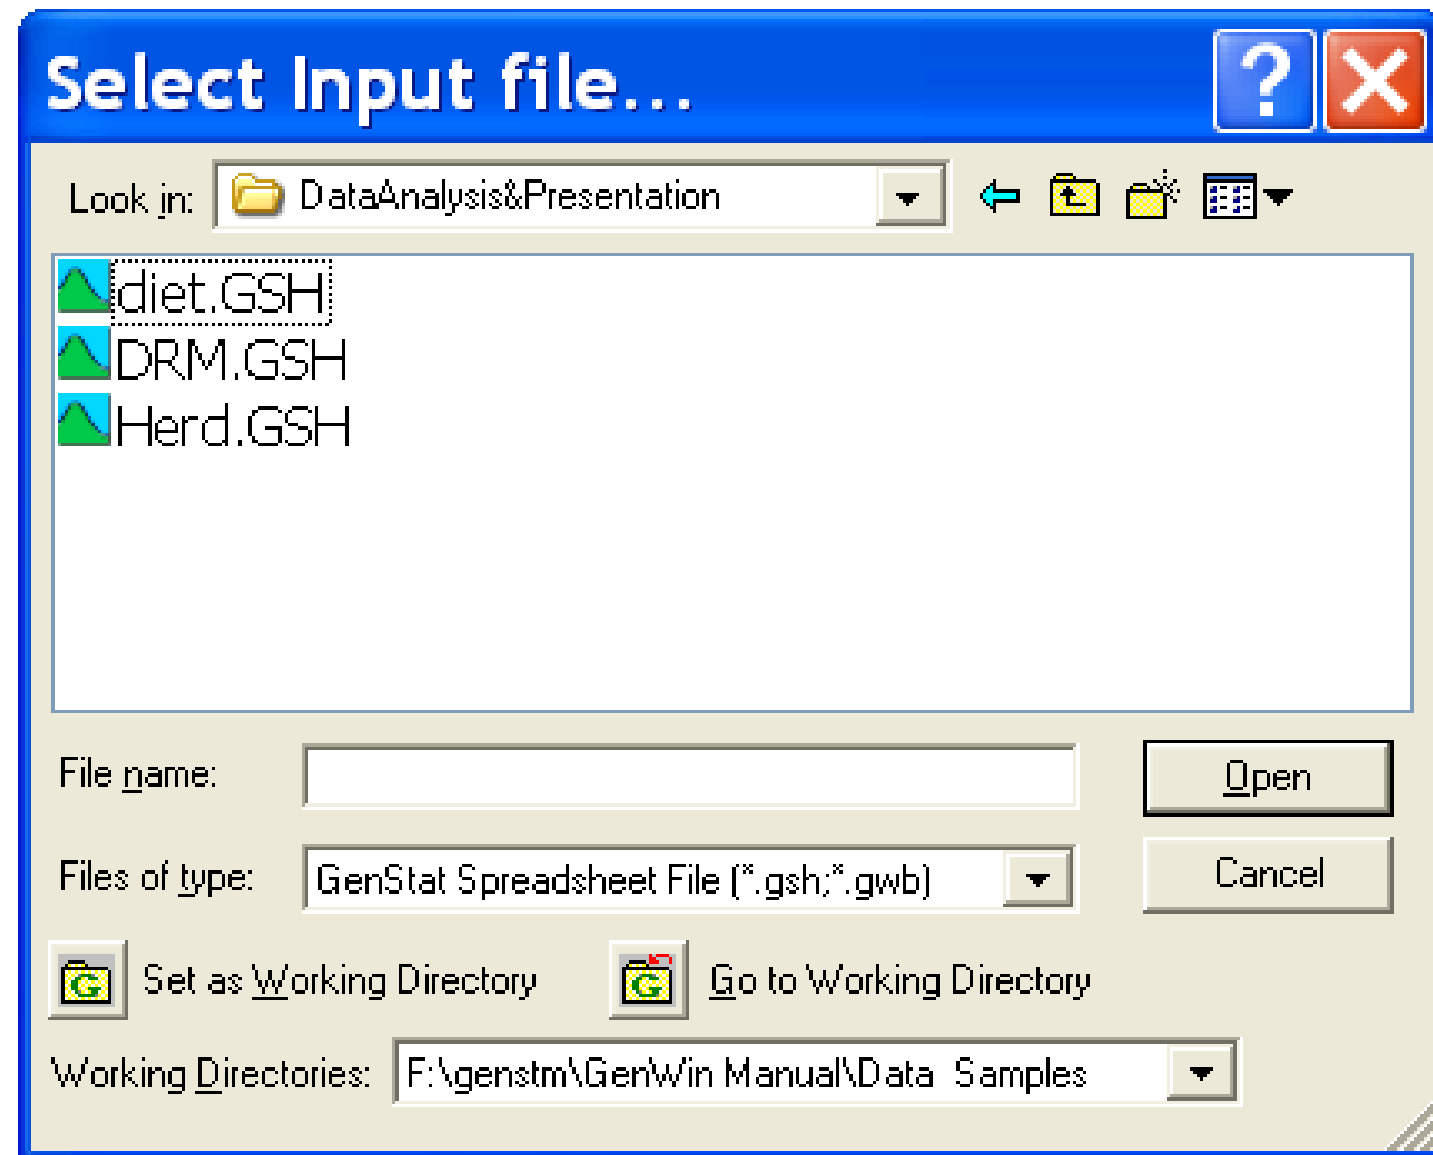 Select Input file...
Look in: DataAnalysis&Presentation
diet.GSH
DRM.GSH
Herd.GSH
File name: Open
Files of type: GenStat Spreadsheet File (*.gsh;*.gwb) Cancel
G Set as Working Directory G Go to Working Directory
Working Directories: F:\genstm\GenWin Manual\Data  Samples